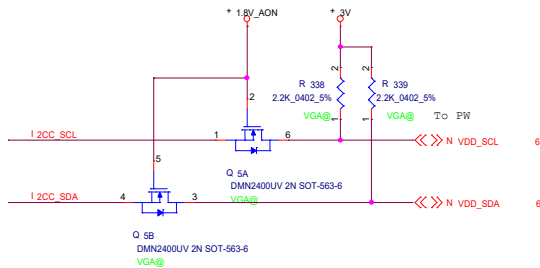 + 1.8V_AON
+ 3V
2
2
2
R 338
2.2K_0402_5%
VGA@
R 339
2.2K_0402_5%
VGA@
1
1
To PW
I 2CC_SCL
1
6
N VDD_SCL
6
5
Q 5A
DMN2400UV 2N SOT-563-6
VGA@
I 2CC_SDA
4
3
N VDD_SDA
6
Q 5B
DMN2400UV 2N SOT-563-6
VGA@